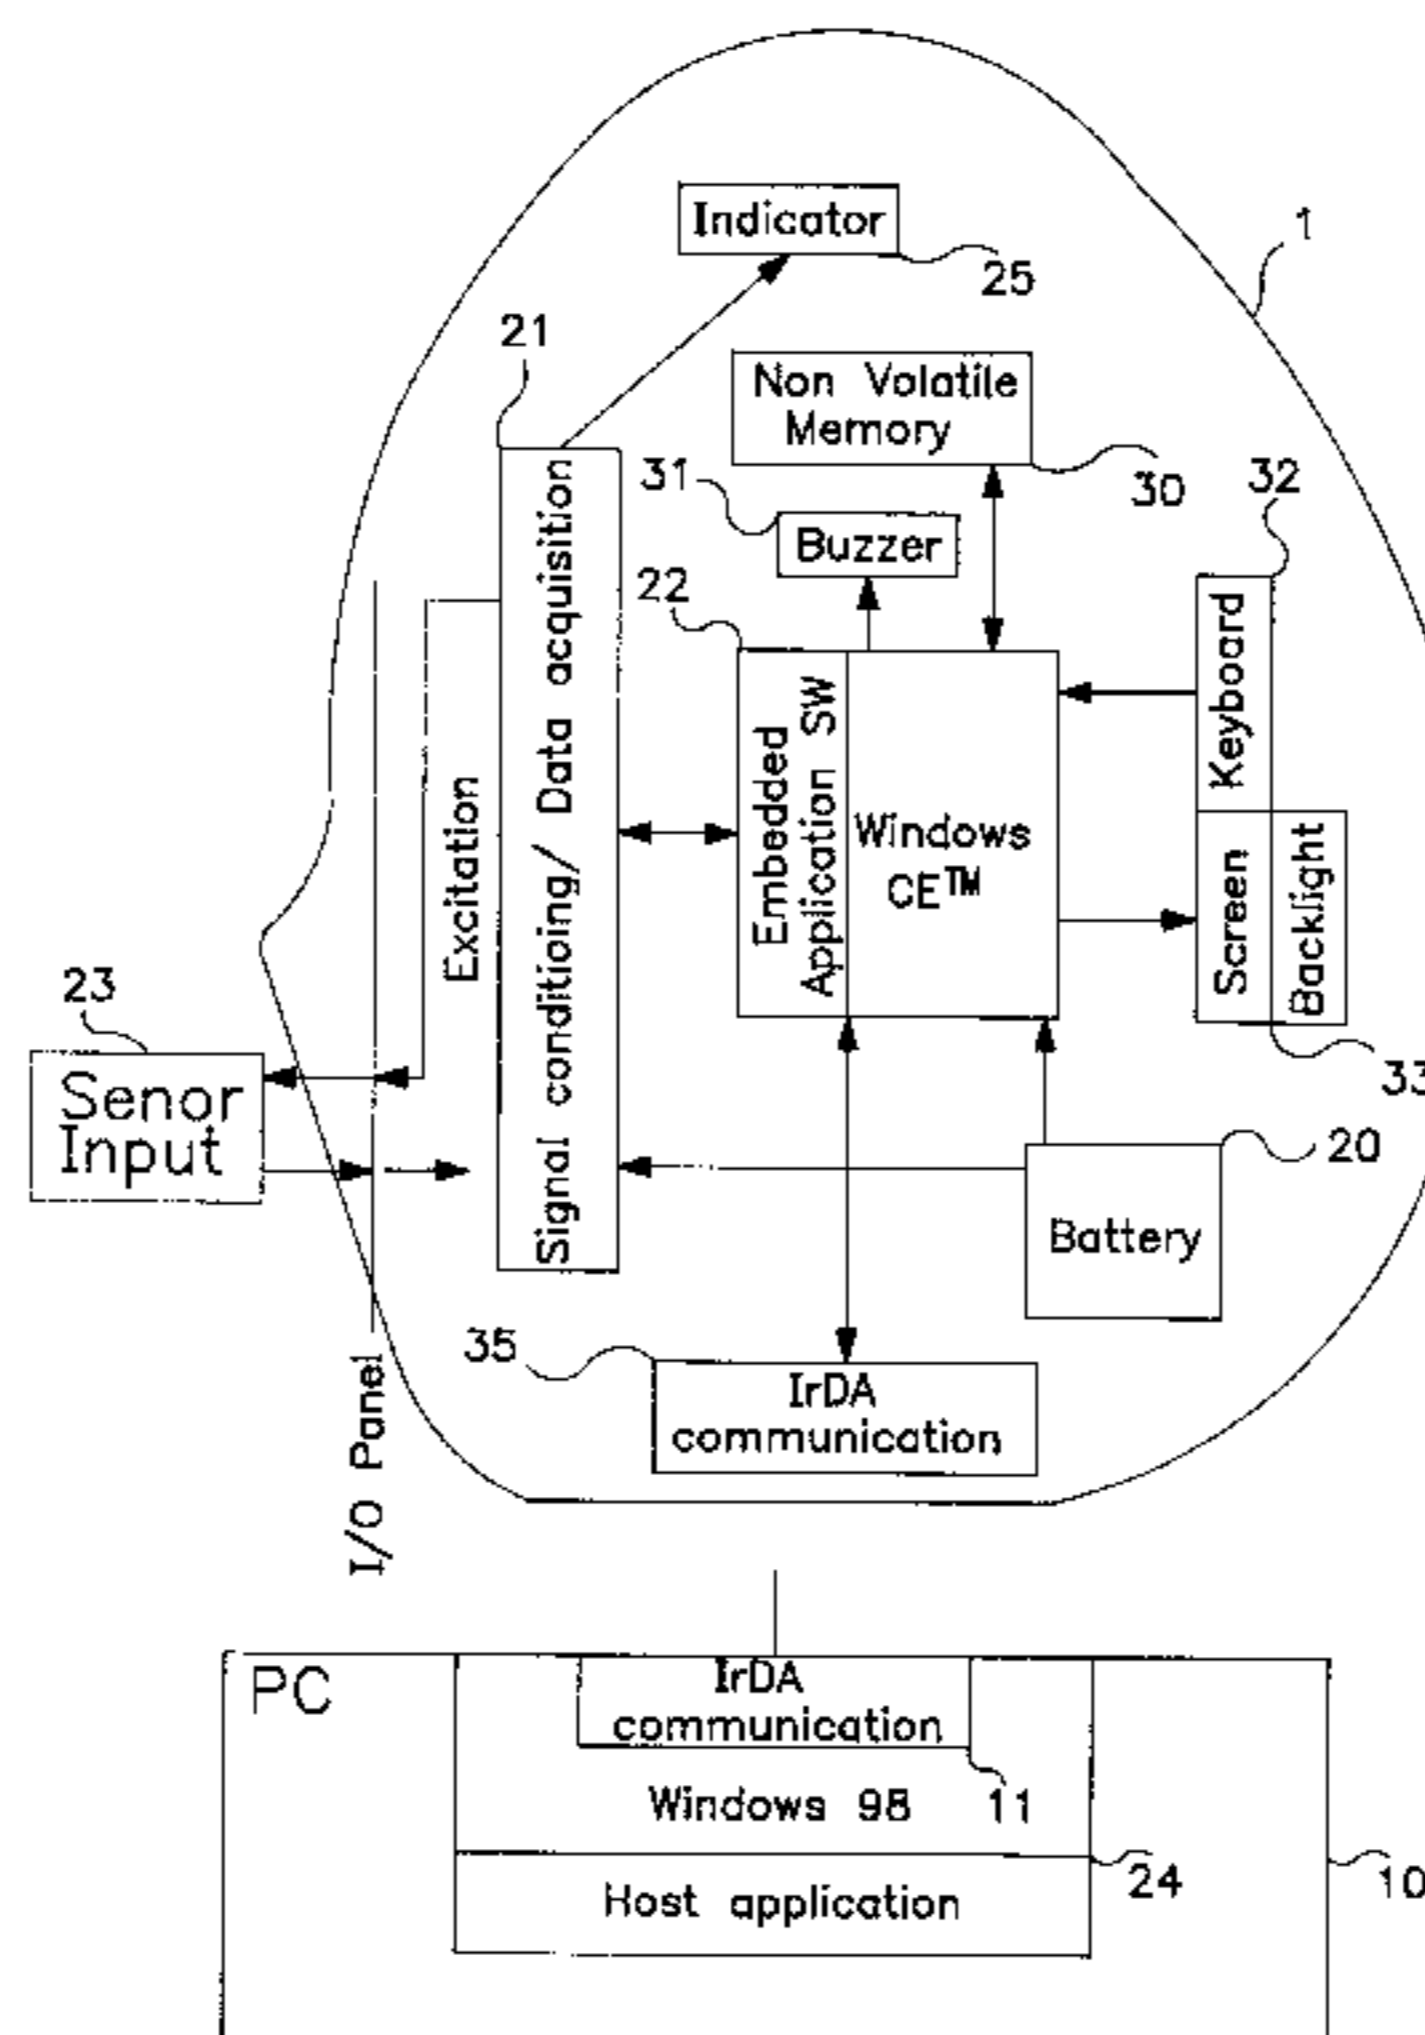 Indicator
1
25
21
Non Volatile
Memory
31
30
32
Buzzer
22
Signal conditioing/ Data acquisition
Excitation
Embedded
Application SW
Windows
CE™
Keyboard
Screen
Backlight
33
23
Senor
Input
20
Battery
35
IrDA
communication
I/O Panel
PC
IrDA
communication
Windows 98
11
24
10
Host application